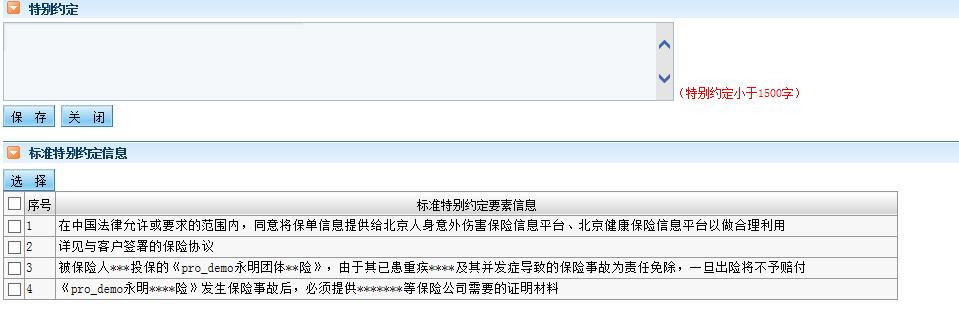 特别约定
（特别约定小于1500字）
保 存 关 闭
标准特别约定信息
选 择
序号 标准特别约定要素信息
1 在中国法律允许或要求的范围内，同意将保单信息提供给北京人身意外伤害保险信息平台、北京健康保险信息平台以做合理利用
2 详见与客户签署的保险协议
3 被保险人***投保的《pro_demo永明团体**险》，由于其已患重疾****及其并发症导致的保险事故为责任免除，一旦出险将不予赔付
4 《pro_demo永明****险》发生保险事故后，必须提供*******等保险公司需要的证明材料